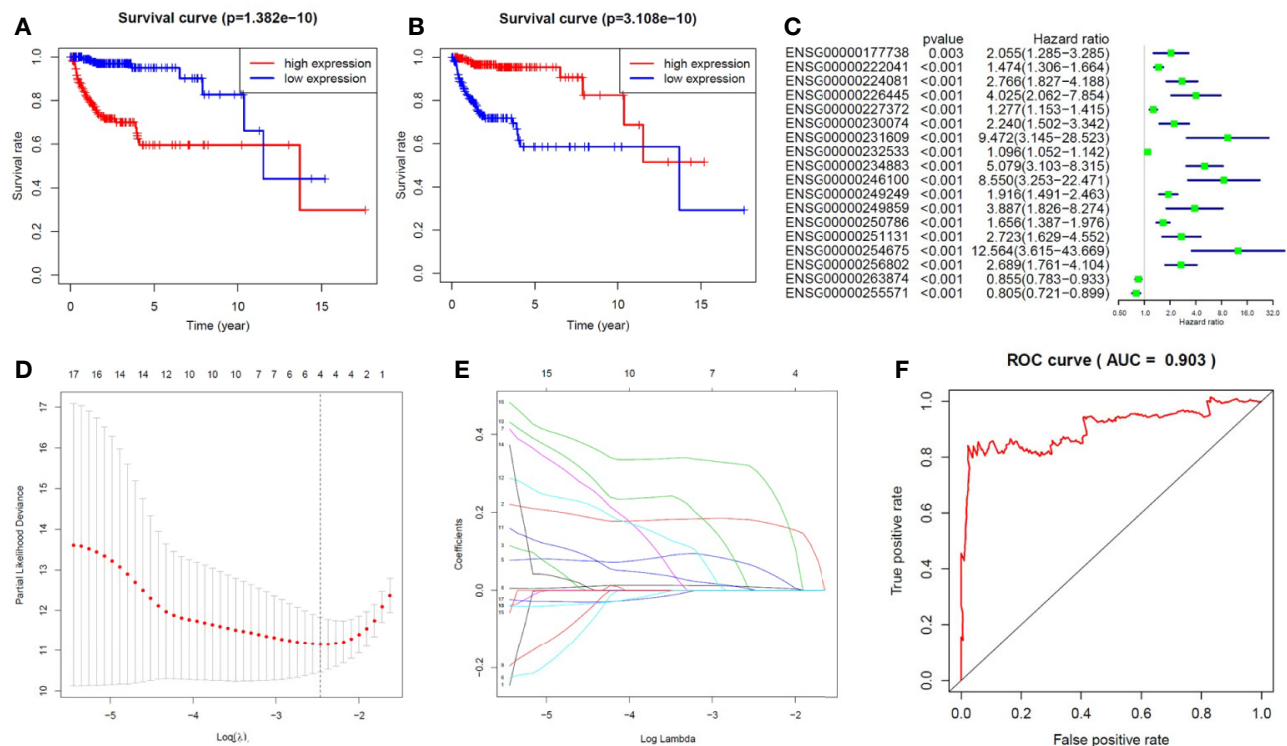 A
Survival curve (p=1.382e−10)
high expression
low expression
Survival rate
0.0 0.2 0.4 0.6 0.8 1.0
0 5 10 15
Time (year)
B
Survival curve (p=3.108e−10)
high expression
low expression
Survival rate
0.0 0.2 0.4 0.6 0.8 1.0
0 5 10 15
Time (year)
C
pvalue Hazard ratio
ENSG00000177738 0.003 2.055(1.285−3.285)
ENSG00000222041 <0.001 1.474(1.306−1.664)
ENSG00000224081 <0.001 2.766(1.827−4.188)
ENSG00000226445 <0.001 4.025(2.062−7.854)
ENSG00000227372 <0.001 1.277(1.153−1.415)
ENSG00000230074 <0.001 2.240(1.502−3.342)
ENSG00000231609 <0.001 9.472(3.145−28.523)
ENSG00000232533 <0.001 1.096(1.052−1.142)
ENSG00000234883 <0.001 5.079(3.103−8.315)
ENSG00000246100 <0.001 8.550(3.253−22.471)
ENSG00000249249 <0.001 1.916(1.491−2.463)
ENSG00000249859 <0.001 3.887(1.826−8.274)
ENSG00000250786 <0.001 1.656(1.387−1.976)
ENSG00000251131 <0.001 2.723(1.629−4.552)
ENSG00000254675 <0.001 12.564(3.615−43.669)
ENSG00000256802 <0.001 2.689(1.761−4.104)
ENSG00000263874 <0.001 0.855(0.783−0.933)
ENSG00000255571 <0.001 0.805(0.721−0.899)
0.50 1.0 2.0 4.0 8.0 16.0 32.0
Hazard ratio
D
17 16 14 14 12 10 10 10 7 7 6 6 4 4 4 2 1
Partial Likelihood Deviance
10 11 12 13 14 15 16 17
−5 −4 −3 −2
Log(λ)
E
15 10 7 4
Coefficients
−0.2 0.0 0.2 0.4
−5 −4 −3 −2
Log Lambda
F
ROC curve ( AUC = 0.903 )
True positive rate
0.0 0.2 0.4 0.6 0.8 1.0
0.0 0.2 0.4 0.6 0.8 1.0
False positive rate